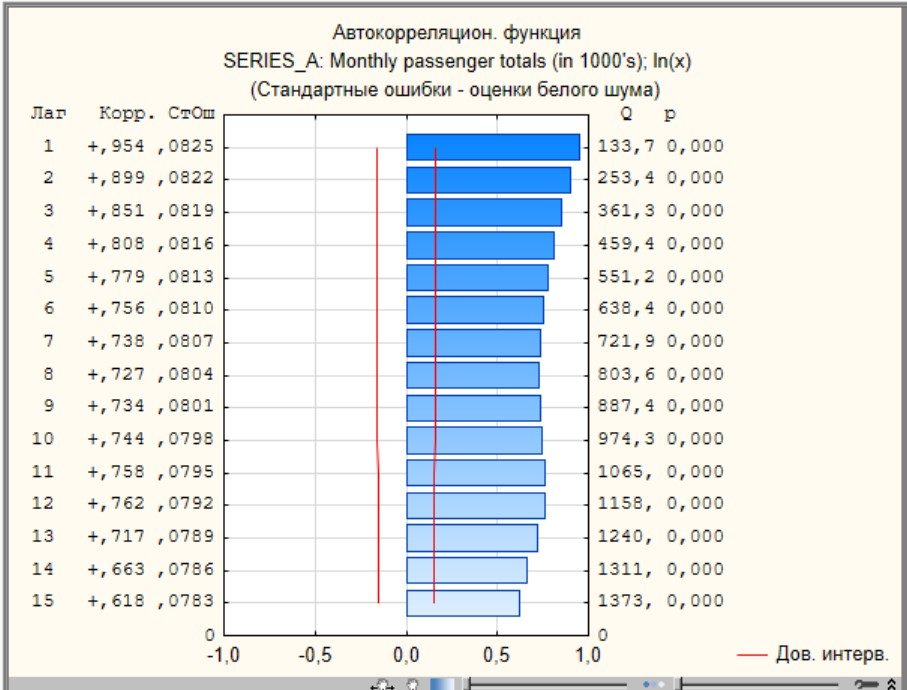 Автокорреляцион. функция
SERIES_A: Monthly passenger totals (in 1000's); ln(x)
(Стандартные ошибки - оценки белого шума)
Лаг Корр. СтОш Q p
1 +,954 ,0825 133,7 0,000
2 +,899 ,0822 253,4 0,000
3 +,851 ,0819 361,3 0,000
4 +,808 ,0816 459,4 0,000
5 +,779 ,0813 551,2 0,000
6 +,756 ,0810 638,4 0,000
7 +,738 ,0807 721,9 0,000
8 +,727 ,0804 803,6 0,000
9 +,734 ,0801 887,4 0,000
10 +,744 ,0798 974,3 0,000
11 +,758 ,0795 1065, 0,000
12 +,762 ,0792 1158, 0,000
13 +,717 ,0789 1240, 0,000
14 +,663 ,0786 1311, 0,000
15 +,618 ,0783 1373, 0,000
0 0
-1,0 -0,5 0,0 0,5 1,0
Дов. интерв.